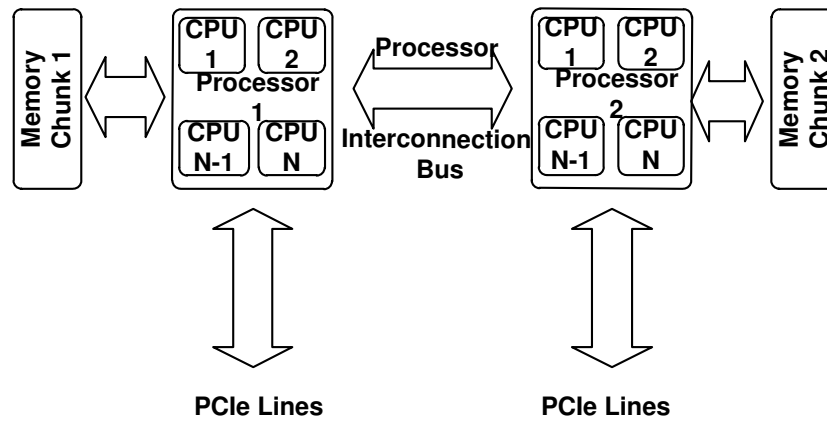 Memory
Chunk 1
CPU
1
CPU
2
Processor
1
CPU
N-1
CPU
N
Processor
Interconnection
Bus
CPU
1
CPU
2
Processor
2
CPU
N-1
CPU
N
Memory
Chunk 2
PCIe Lines
PCIe Lines